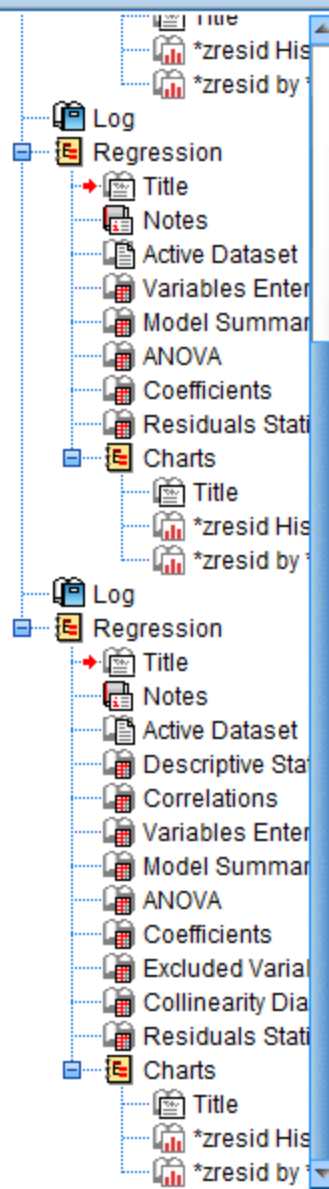 Title
*zresid His
*zresid by *
Log
Regression
Title
Notes
Active Dataset
Variables Enter
Model Summar
ANOVA
Coefficients
Residuals Stati
Charts
Title
*zresid His
*zresid by *
Log
Regression
Title
Notes
Active Dataset
Descriptive Stat
Correlations
Variables Enter
Model Summar
ANOVA
Coefficients
Excluded Variab
Collinearity Dia
Residuals Stati
Charts
Title
*zresid His
*zresid by *